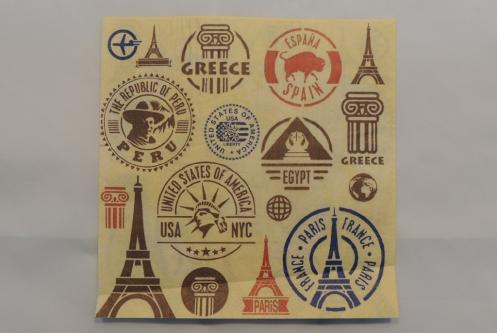 GREECE
ESPAÑA
SPAIN
THE REPUBLIC OF PERU
PERU
UNITED STATES OF AMERICA
USA
LIBERTY
GREECE
EGYPT
UNITED STATES OF AMERICA
USA NYC
PARIS
FRANCE • PARIS • FRANCE • PARIS